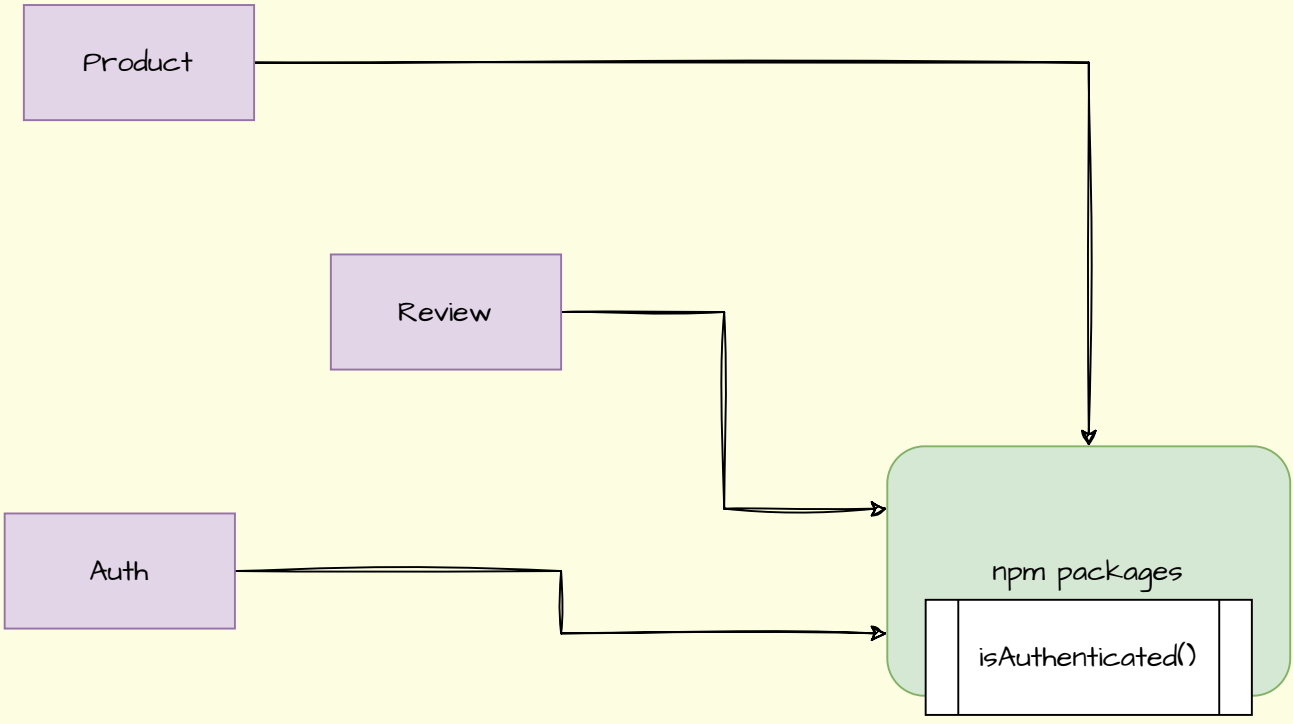 Product
Review
Auth
npm packages
isAuthenticated()